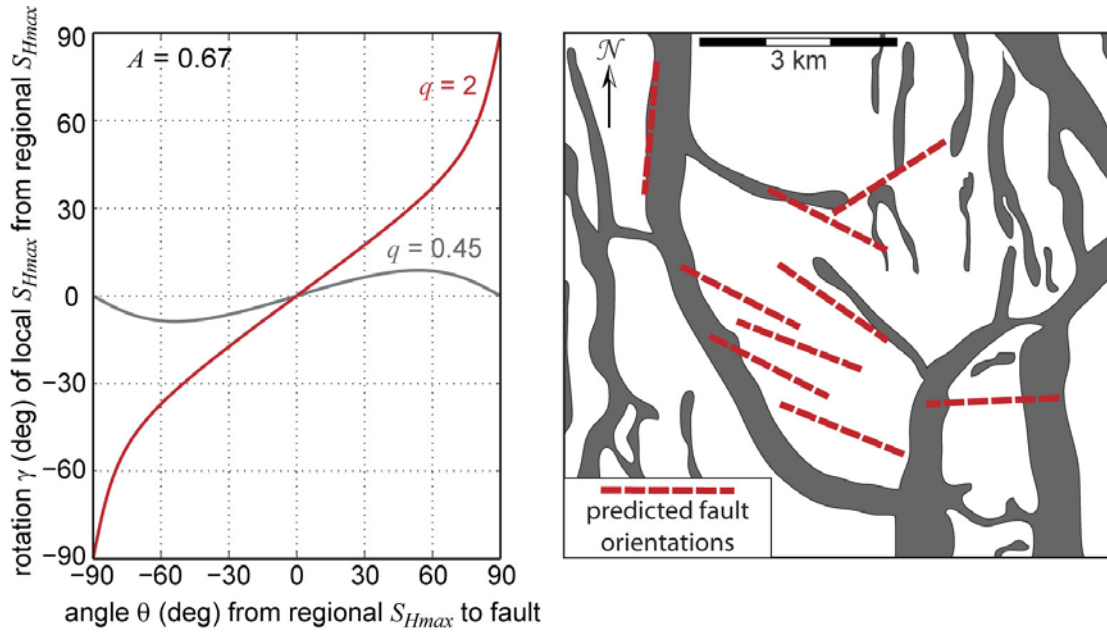 90
60
30
0
−30
−60
−90
A = 0.67
q = 2
q = 0.45
−90 −60 −30 0 30 60 90
rotation γ (deg) of local SHmax from regional SHmax
angle θ (deg) from regional SHmax to fault
N
3 km
predicted fault
orientations